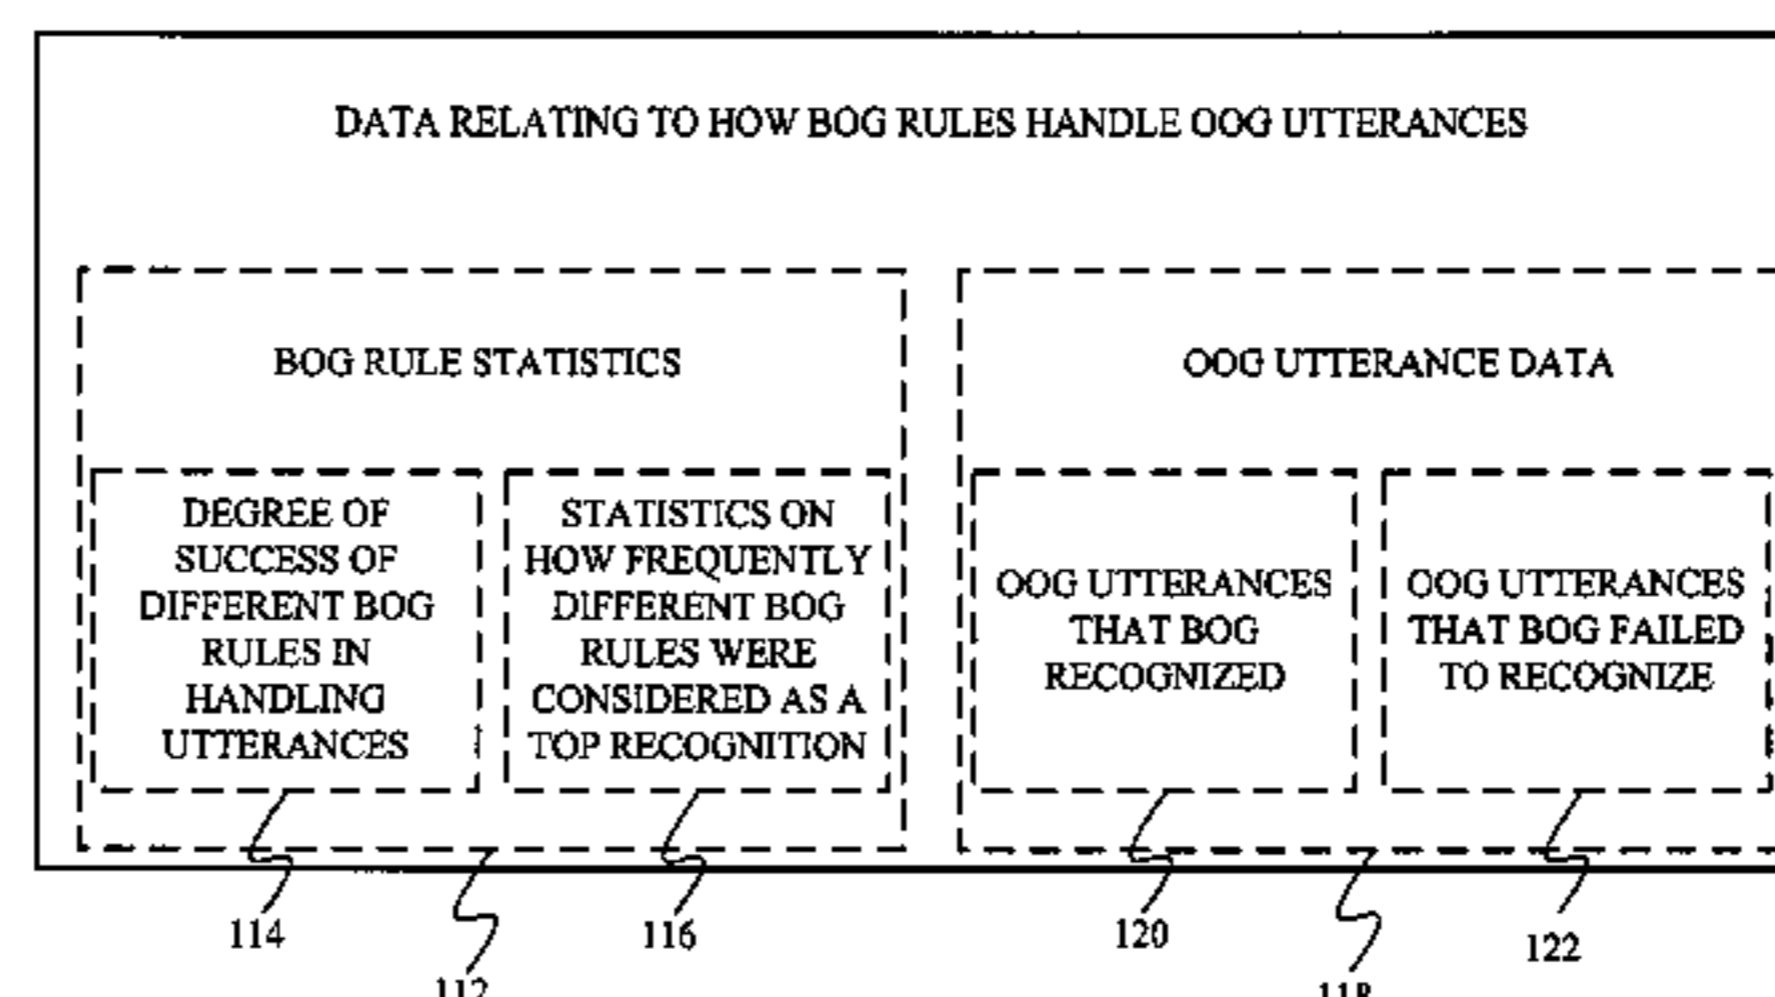 DATA RELATING TO HOW BOG RULES HANDLE OOG UTTERANCES
BOG RULE STATISTICS
DEGREE OF
SUCCESS OF
DIFFERENT BOG
RULES IN
HANDLING
UTTERANCES
STATISTICS ON
HOW FREQUENTLY
DIFFERENT BOG
RULES WERE
CONSIDERED AS A
TOP RECOGNITION
OOG UTTERANCE DATA
OOG UTTERANCES
THAT BOG
RECOGNIZED
OOG UTTERANCES
THAT BOG FAILED
TO RECOGNIZE
114
116
120
122
112
118